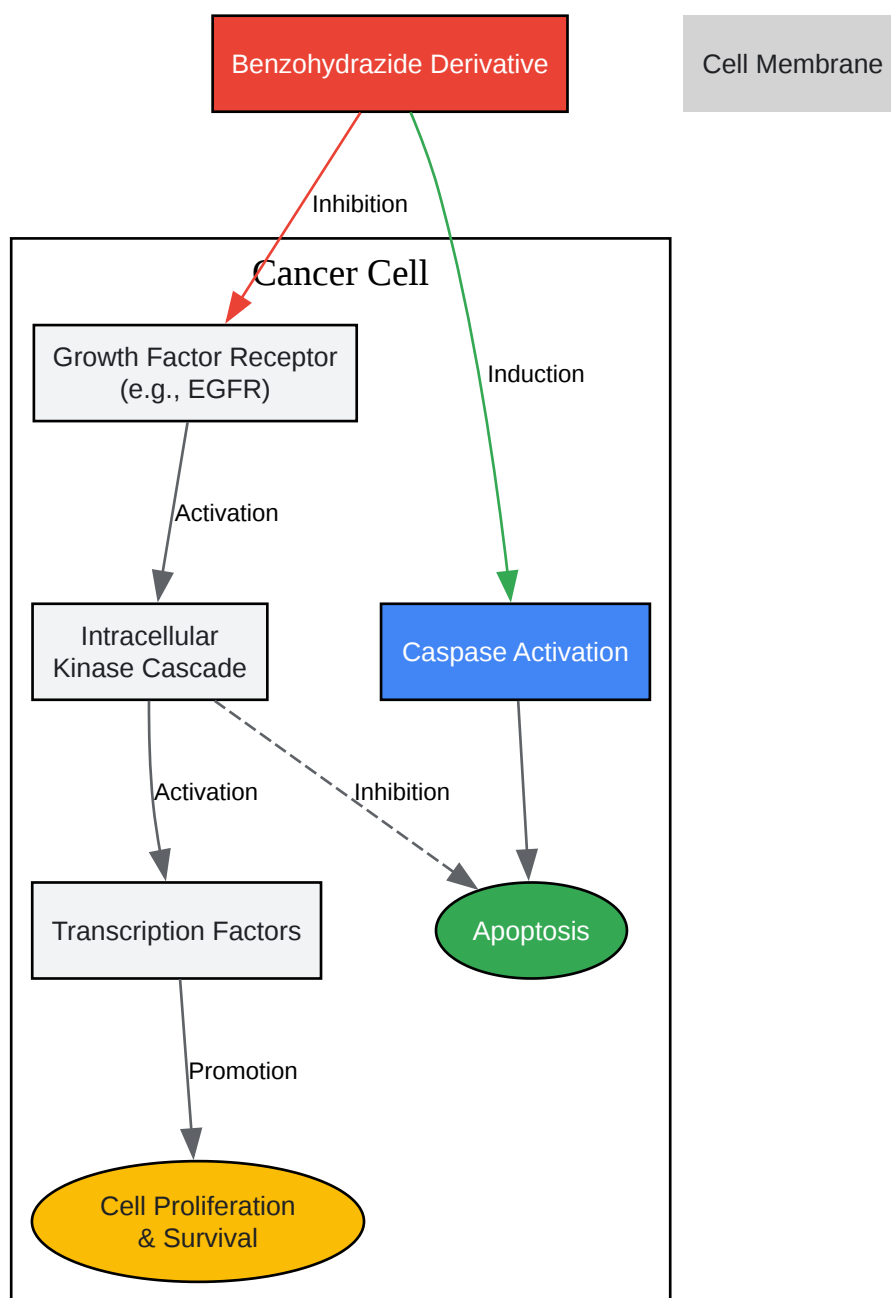 Benzohydrazide Derivative
Cell Membrane
Inhibition
Cancer Cell
Growth Factor Receptor
(e.g., EGFR)
Induction
Activation
Intracellular
Kinase Cascade
Caspase Activation
Activation
Inhibition
Transcription Factors
Apoptosis
Promotion
Cell Proliferation
& Survival